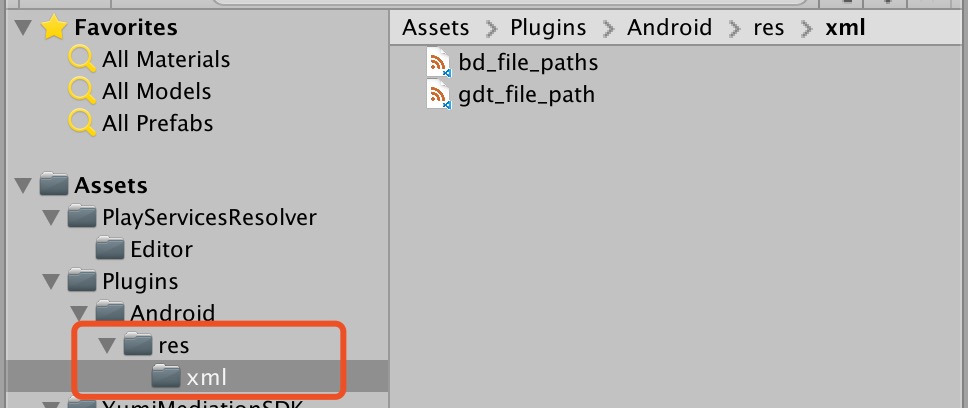 Favorites
All Materials
All Models
All Prefabs
Assets
PlayServicesResolver
Editor
Plugins
Android
res
xml
YumiMediationSDK
Assets > Plugins > Android > res > xml
bd_file_paths
gdt_file_path